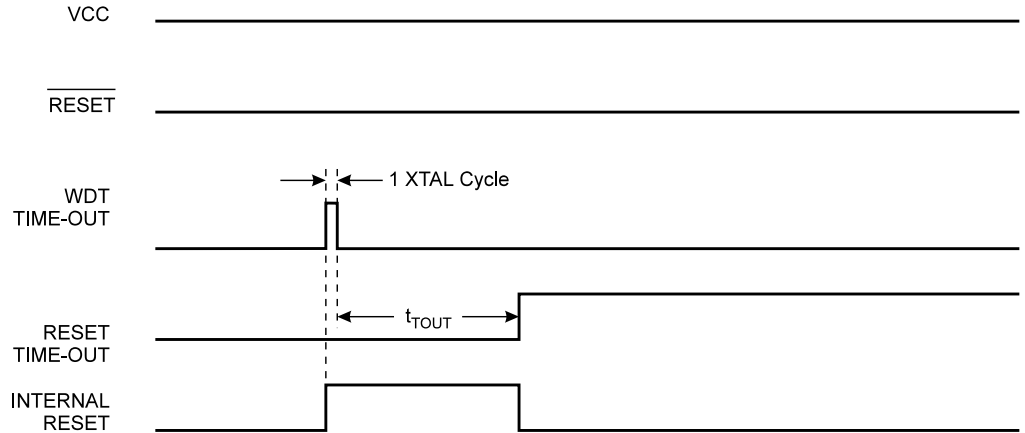 VCC
RESET
1 XTAL Cycle
WDT
TIME-OUT
tTOUT
RESET
TIME-OUT
INTERNAL
RESET